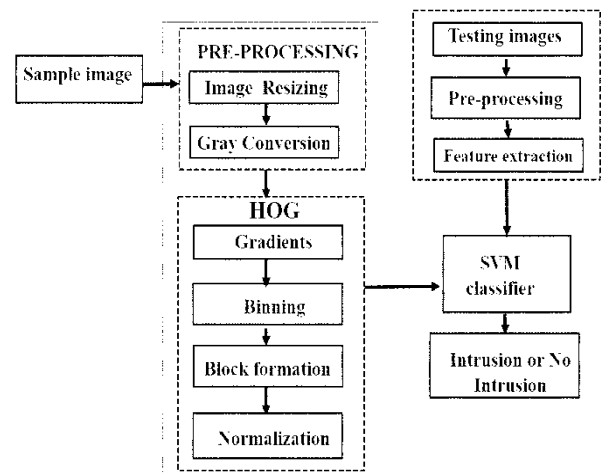 Sample image
PRE-PROCESSING
Image Resizing
Gray Conversion
HOG
Gradients
Binning
Block formation
Normalization
Testing images
Pre-processing
Feature extraction
SVM
classifier
Intrusion or No
Intrusion